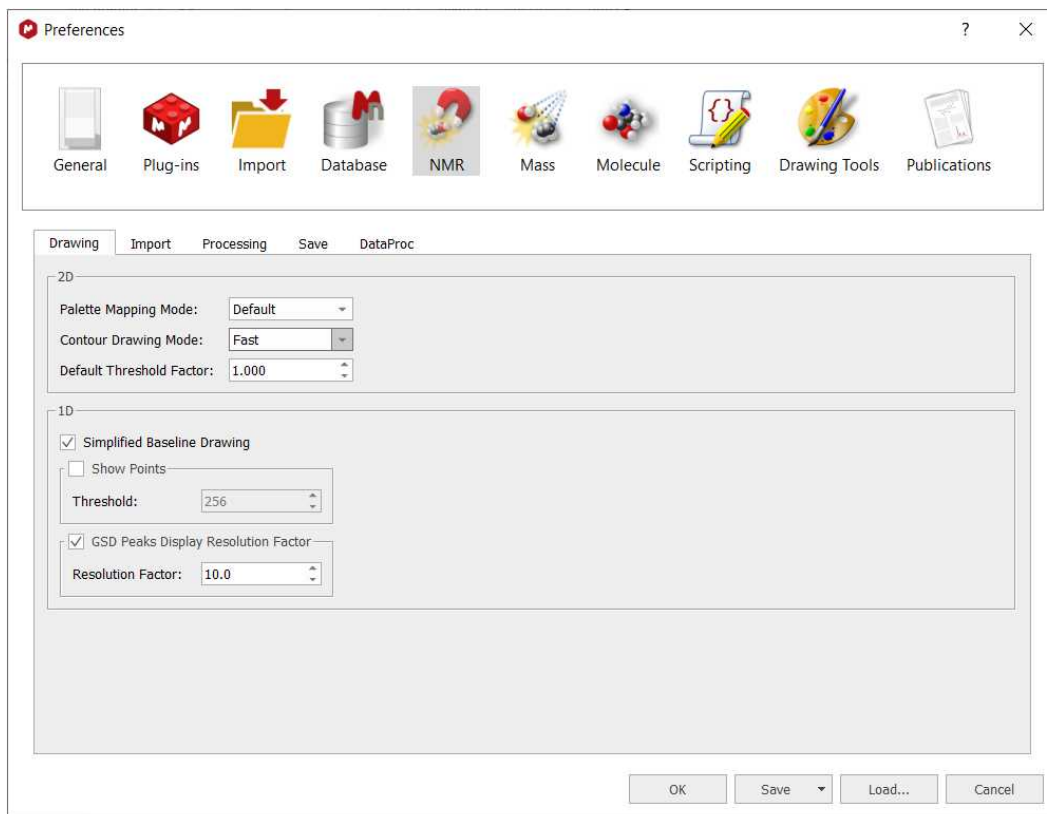 Preferences
?
General Plug-ins Import Database NMR Mass Molecule Scripting Drawing Tools Publications
Drawing Import Processing Save DataProc
2D
Palette Mapping Mode: Default
Contour Drawing Mode: Fast
Default Threshold Factor: 1.000
1D
Simplified Baseline Drawing
Show Points
Threshold: 256
GSD Peaks Display Resolution Factor
Resolution Factor: 10.0
OK Save Load... Cancel